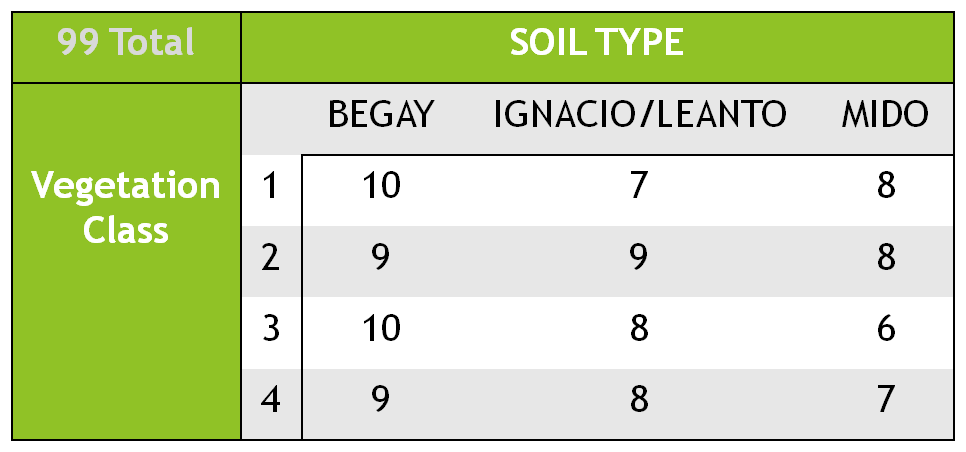 99 Total SOIL TYPE
BEGAY IGNACIO/LEANTO MIDO
Vegetation Class
1 10 7 8
2 9 9 8
3 10 8 6
4 9 8 7